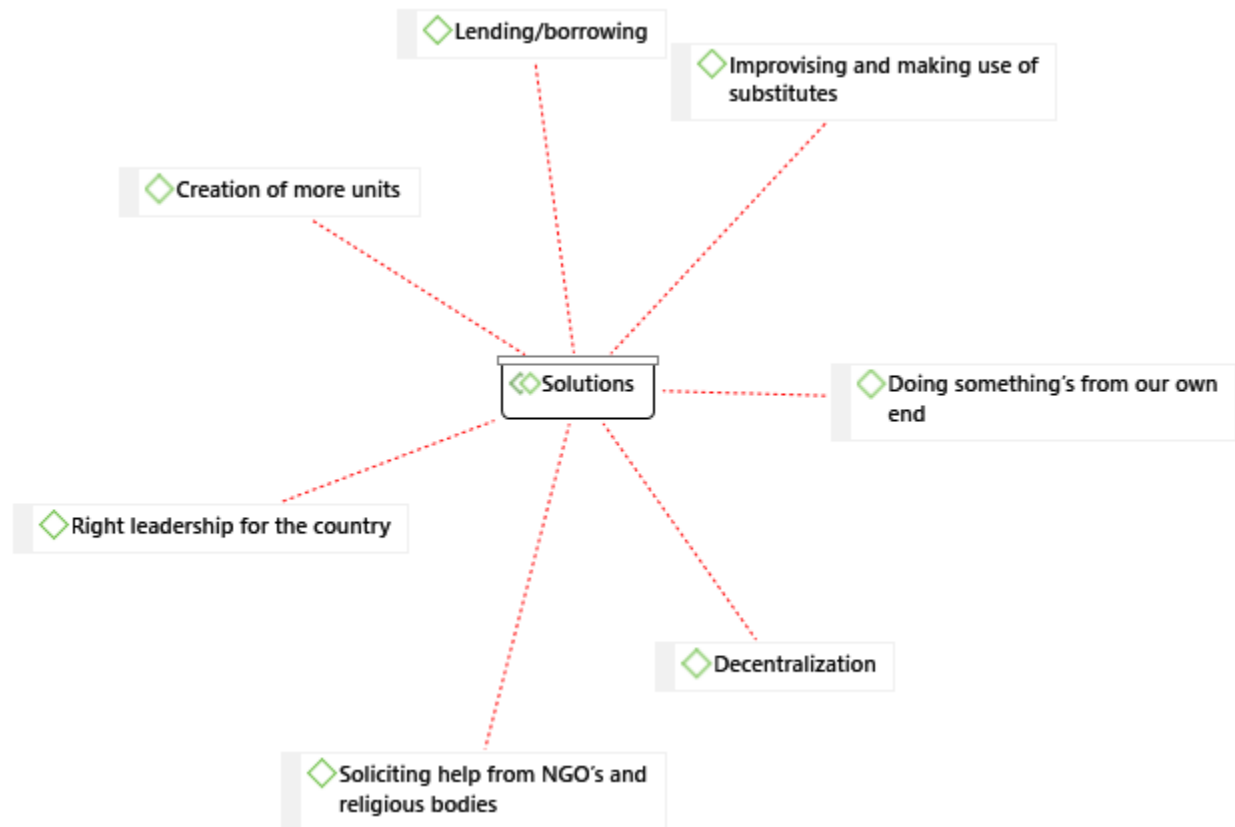 Lending/borrowing
Improvising and making use of
substitutes
Creation of more units
Solutions
Doing something's from our own
end
Right leadership for the country
Decentralization
Soliciting help from NGO's and
religious bodies